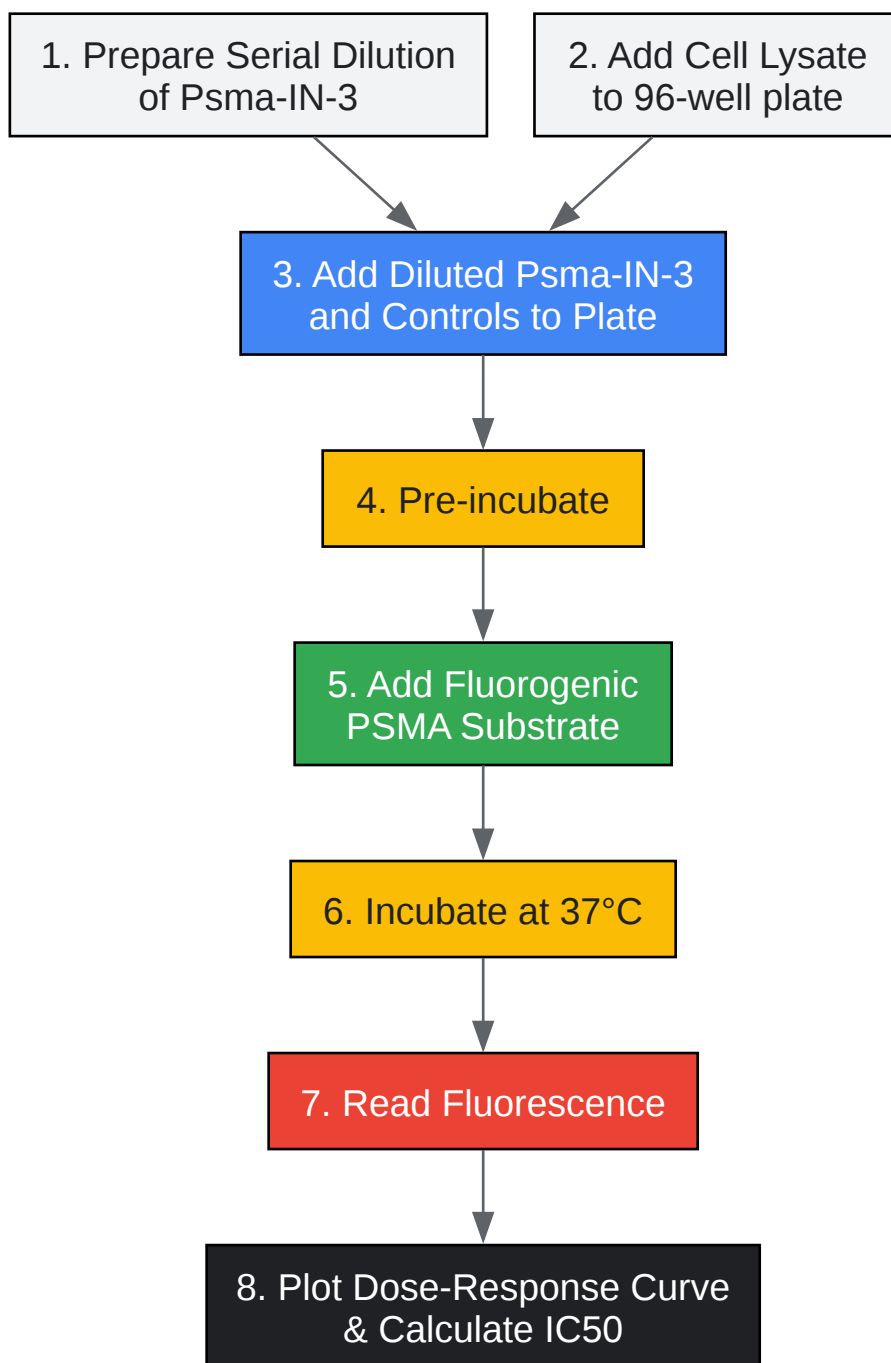 1. Prepare Serial Dilution
of Psma-IN-3
2. Add Cell Lysate
to 96-well plate
3. Add Diluted Psma-IN-3
and Controls to Plate
4. Pre-incubate
5. Add Fluorogenic
PSMA Substrate
6. Incubate at 37°C
7. Read Fluorescence
8. Plot Dose-Response Curve
& Calculate IC50